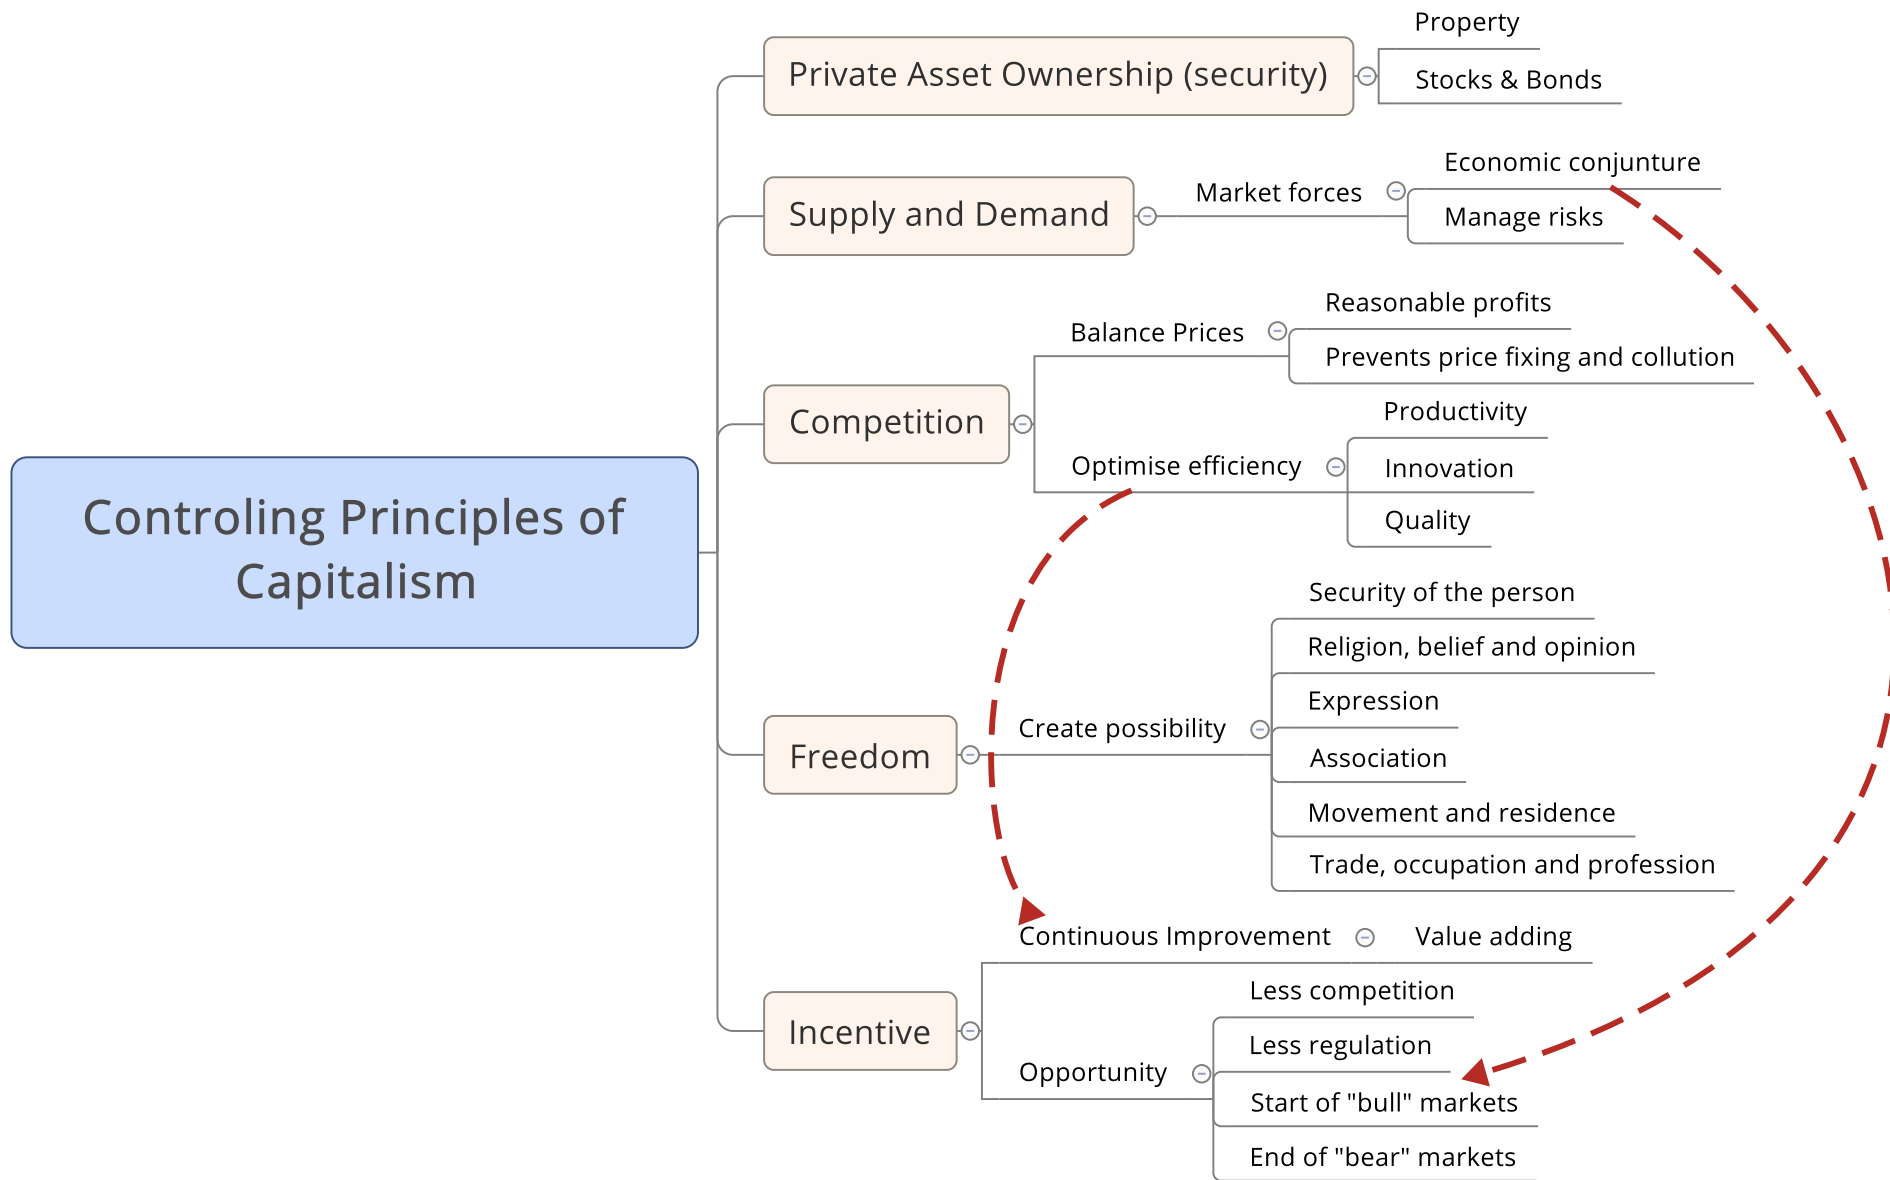 Controling Principles of
Capitalism
Private Asset Ownership (security)
Property
Stocks & Bonds
Supply and Demand
Market forces
Economic conjunture
Manage risks
Competition
Balance Prices
Reasonable profits
Prevents price fixing and collution
Optimise efficiency
Productivity
Innovation
Quality
Freedom
Create possibility
Security of the person
Religion, belief and opinion
Expression
Association
Movement and residence
Trade, occupation and profession
Incentive
Continuous Improvement
Value adding
Opportunity
Less competition
Less regulation
Start of "bull" markets
End of "bear" markets